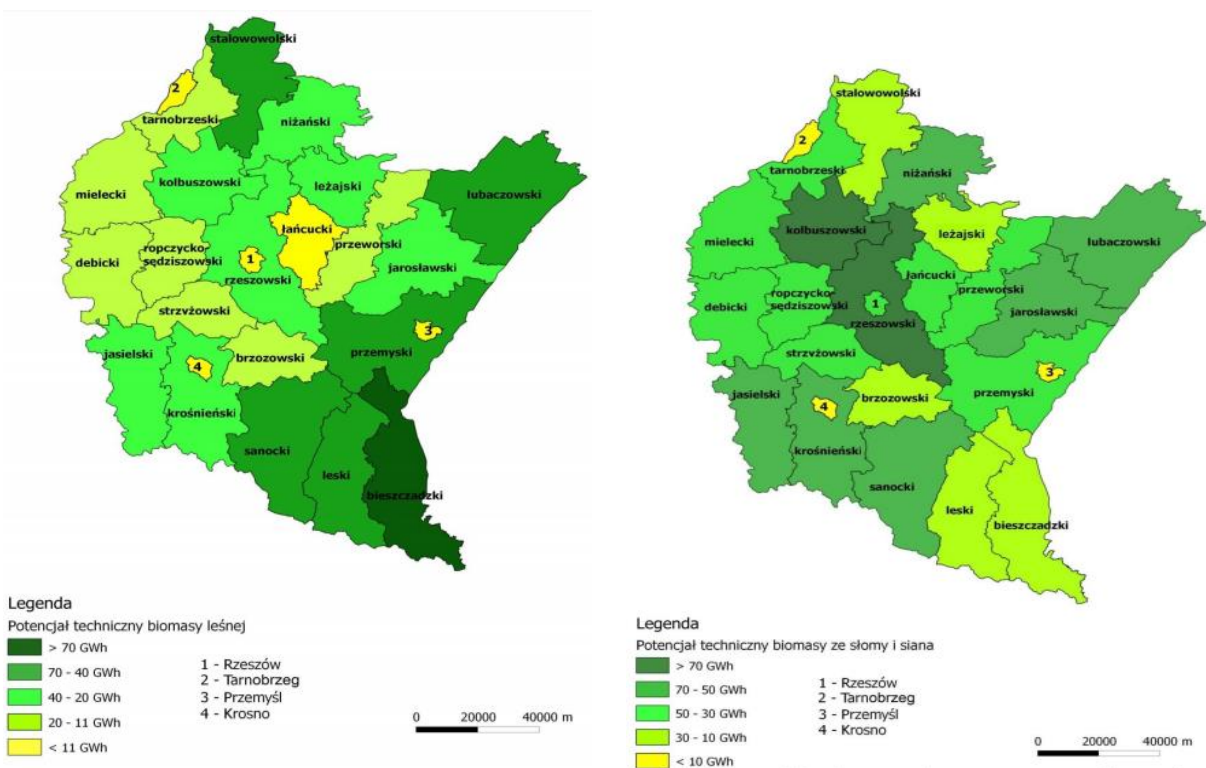 stalowowolski
2
tarnobrzeski
niżański
mielecki
kolbuszowski
leżajski
lubaczowski
łańcucki
debicki
ropczycko-
sędziszowski
1
przeworski
jarosławski
rzeszowski
strzyżowski
3
jasielski
4
brzozowski
przemyski
krośnieński
sanocki
leski
bieszczadzki
Legenda
Potencjał techniczny biomasy leśnej
> 70 GWh
70 - 40 GWh
40 - 20 GWh
20 - 11 GWh
< 11 GWh
1 - Rzeszów
2 - Tarnobrzeg
3 - Przemyśl
4 - Krosno
0 20000 40000 m
stalowowolski
2
tarnobrzeski
niżański
kolbuszowski
leżajski
mielecki
lubaczowski
łańcucki
debicki
ropczycko-
sędziszowski
1
przeworski
jarosławski
rzeszowski
strzyżowski
3
jasielski
4
brzozowski
przemyski
krośnieński
sanocki
leski
bieszczadzki
Legenda
Potencjał techniczny biomasy ze słomy i siana
> 70 GWh
70 - 50 GWh
50 - 30 GWh
30 - 10 GWh
< 10 GWh
1 - Rzeszów
2 - Tarnobrzeg
3 - Przemyśl
4 - Krosno
0 20000 40000 m